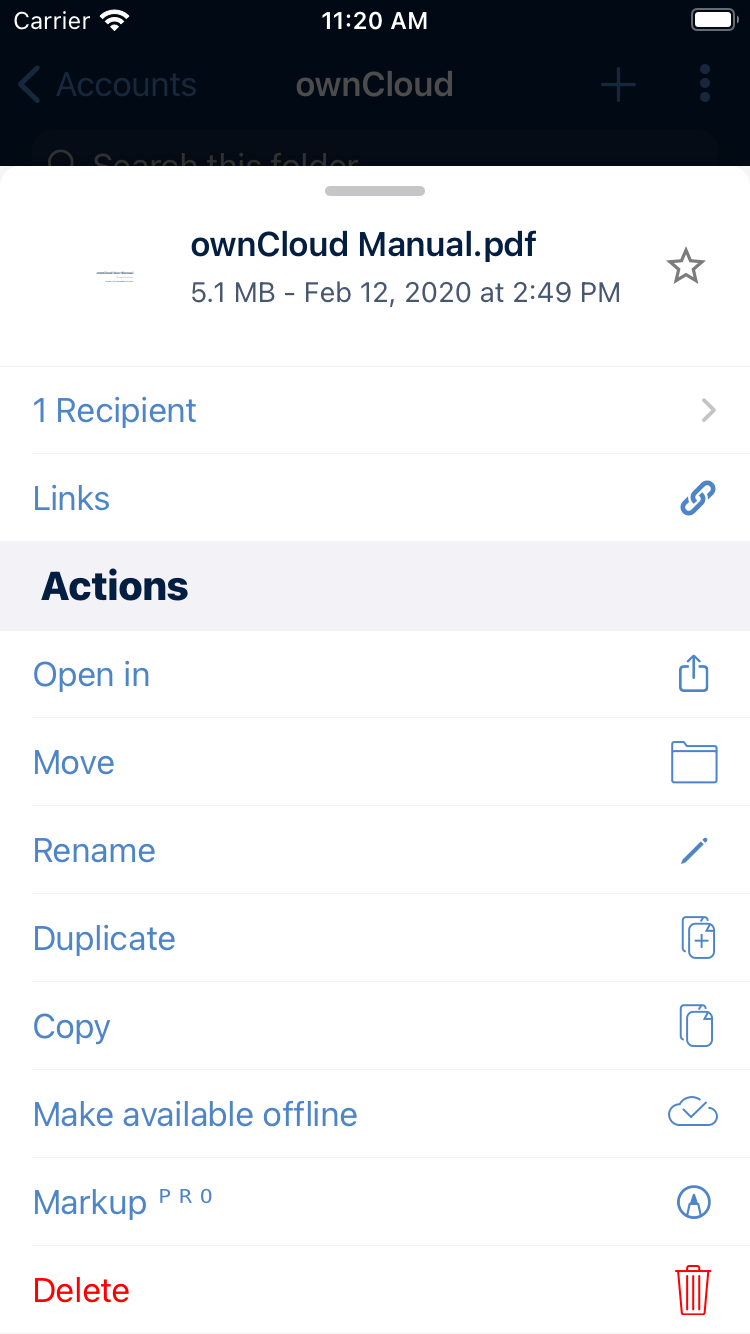 Carrier 11:20 AM
Accounts ownCloud
Search this folder
ownCloud Manual.pdf
5.1 MB - Feb 12, 2020 at 2:49 PM
1 Recipient
Links
Actions
Open in
Move
Rename
Duplicate
Copy
Make available offline
Markup PRO
Delete